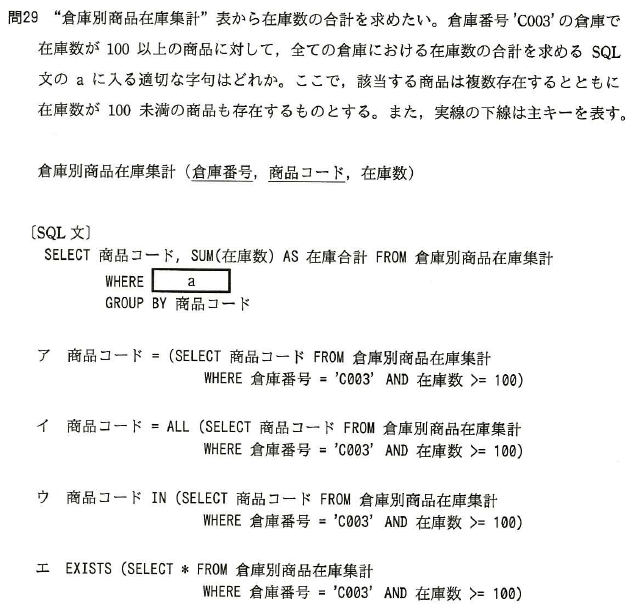 問29 “倉庫別商品在庫集計”表から在庫数の合計を求めたい。倉庫番号'C003'の倉庫で
在庫数が 100 以上の商品に対して，全ての倉庫における在庫数の合計を求める SQL
文の a に入る適切な字句はどれか。ここで，該当する商品は複数存在するとともに
在庫数が 100 未満の商品も存在するものとする。また，実線の下線は主キーを表す。
倉庫別商品在庫集計（倉庫番号，商品コード，在庫数）
〔SQL 文〕
SELECT 商品コード, SUM(在庫数) AS 在庫合計 FROM 倉庫別商品在庫集計
WHERE a
GROUP BY 商品コード
ア 商品コード = (SELECT 商品コード FROM 倉庫別商品在庫集計
WHERE 倉庫番号 = 'C003' AND 在庫数 >= 100)
イ 商品コード = ALL (SELECT 商品コード FROM 倉庫別商品在庫集計
WHERE 倉庫番号 = 'C003' AND 在庫数 >= 100)
ウ 商品コード IN (SELECT 商品コード FROM 倉庫別商品在庫集計
WHERE 倉庫番号 = 'C003' AND 在庫数 >= 100)
エ EXISTS (SELECT * FROM 倉庫別商品在庫集計
WHERE 倉庫番号 = 'C003' AND 在庫数 >= 100)